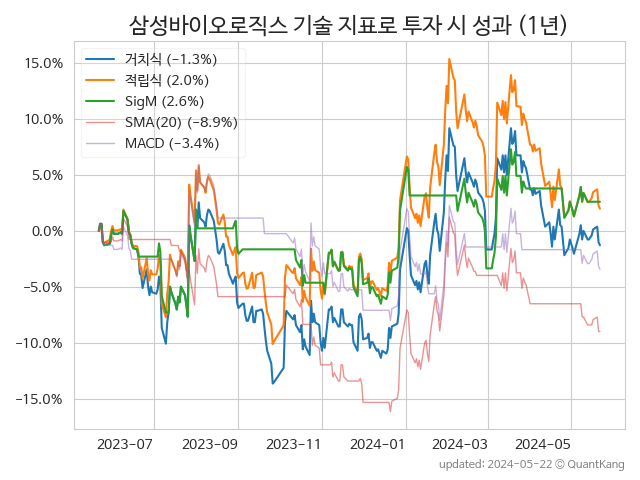 삼성바이오로직스 기술 지표로 투자 시 성과 (1년)
15.0%
10.0%
5.0%
0.0%
−5.0%
−10.0%
−15.0%
거치식 (−1.3%)
적립식 (2.0%)
SigM (2.6%)
SMA(20) (−8.9%)
MACD (−3.4%)
2023-07
2023-09
2023-11
2024-01
2024-03
2024-05
updated: 2024-05-22 © QuantKang